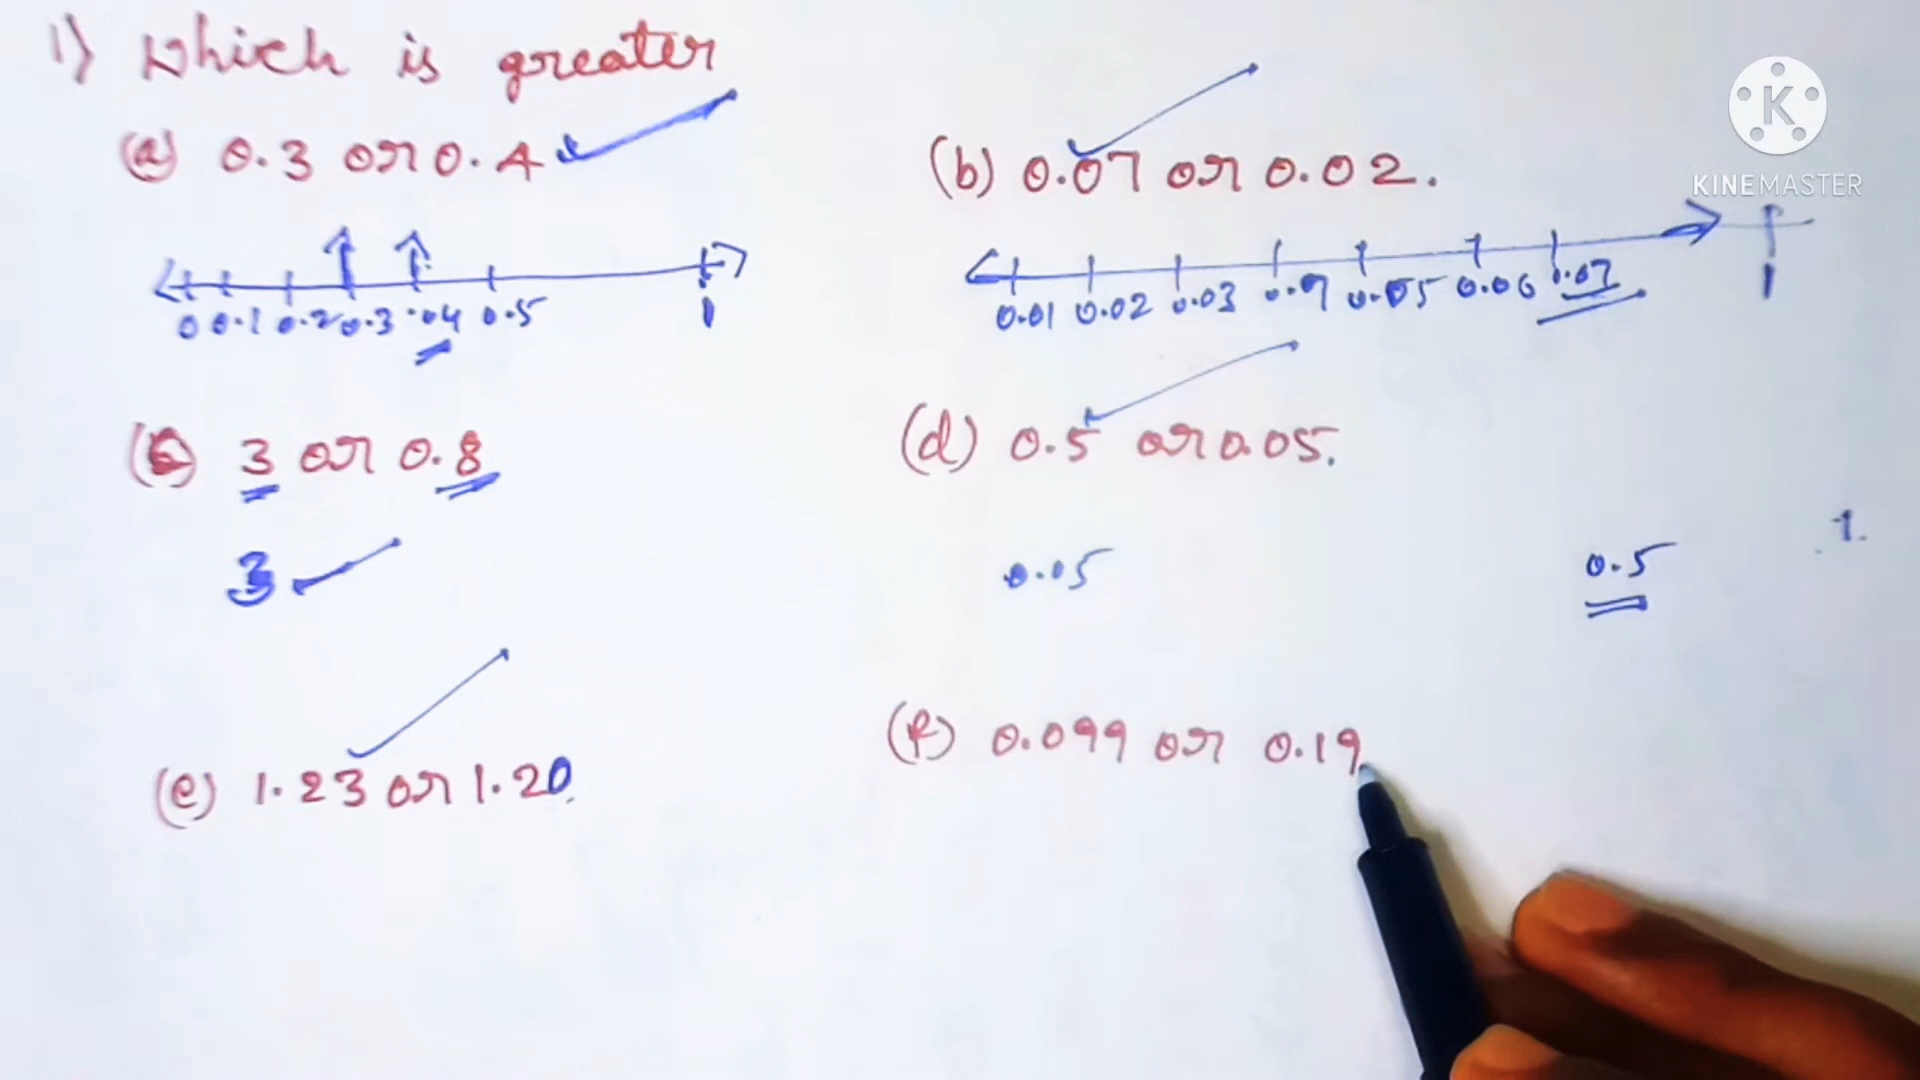 1) Which is greater
(a) 0.3 or 0.4
(b) 0.07 or 0.02.
KINEMASTER
0 0.1 0.2 0.3 .04 0.5 1
0.01 0.02 0.03 0.05 0.06 0.07 1
3 or 0.8
(d) 0.5 or 0.05.
3
0.05 0.5 1.
(e) 1.23 or 1.20
(f) 0.099 or 0.19